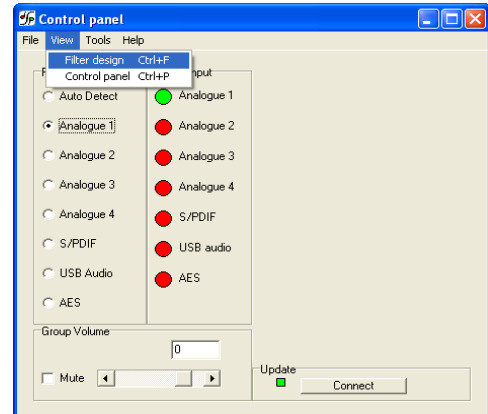 Control panel
File View Tools Help
Filter design Ctrl+F
Control panel Ctrl+P
Auto Detect
Analogue 1
Analogue 2
Analogue 3
Analogue 4
S/PDIF
USB Audio
AES
Analogue 1
Analogue 2
Analogue 3
Analogue 4
S/PDIF
USB audio
AES
Group Volume
0
Mute
Update
Connect